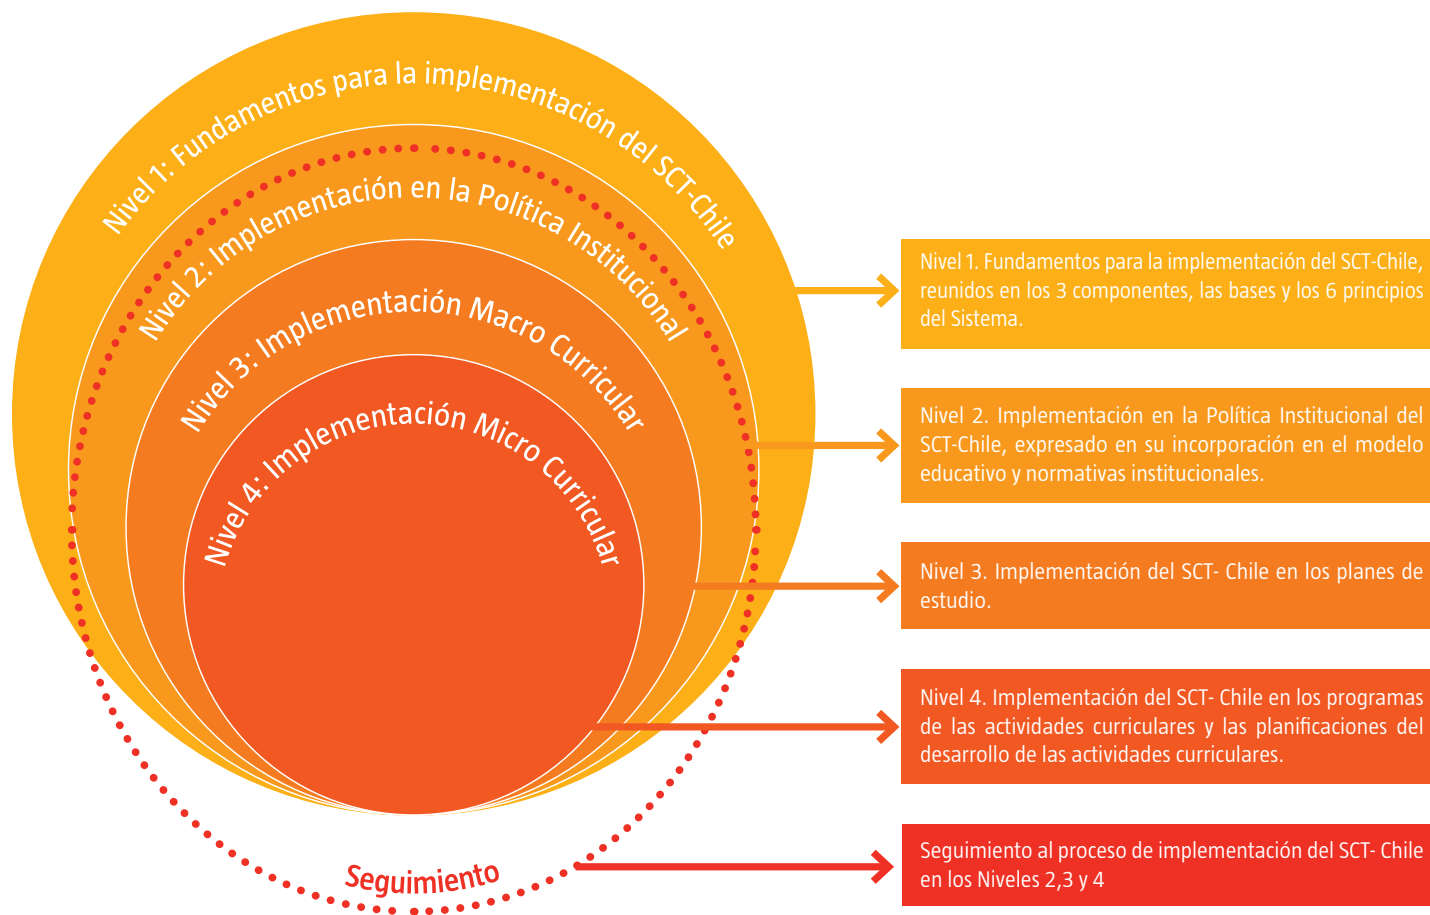 Nivel 1: Fundamentos para la implementación del SCT-Chile
Nivel 2: Implementación en la Política Institucional
Nivel 3: Implementación Macro Curricular
Nivel 4: Implementación Micro Curricular
Seguimiento
Nivel 1. Fundamentos para la implementación del SCT-Chile,
reunidos en los 3 componentes, las bases y los 6 principios
del Sistema.
Nivel 2. Implementación en la Política Institucional del
SCT-Chile, expresado en su incorporación en el modelo
educativo y normativas institucionales.
Nivel 3. Implementación del SCT- Chile en los planes de
estudio.
Nivel 4. Implementación del SCT- Chile en los programas
de las actividades curriculares y las planificaciones del
desarrollo de las actividades curriculares.
Seguimiento al proceso de implementación del SCT- Chile
en los Niveles 2,3 y 4